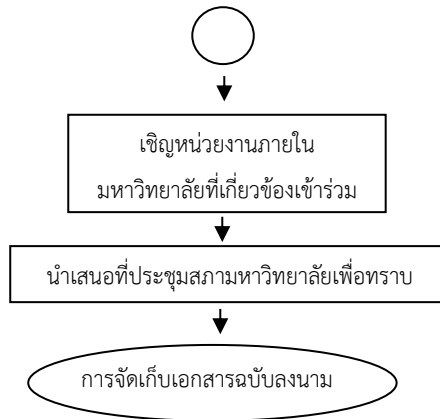 เชิญหน่วยงานภายใน
มหาวิทยาลัยที่เกี่ยวข้องเข้าร่วม
นำเสนอที่ประชุมสภามหาวิทยาลัยเพื่อทราบ
การจัดเก็บเอกสารฉบับลงนาม